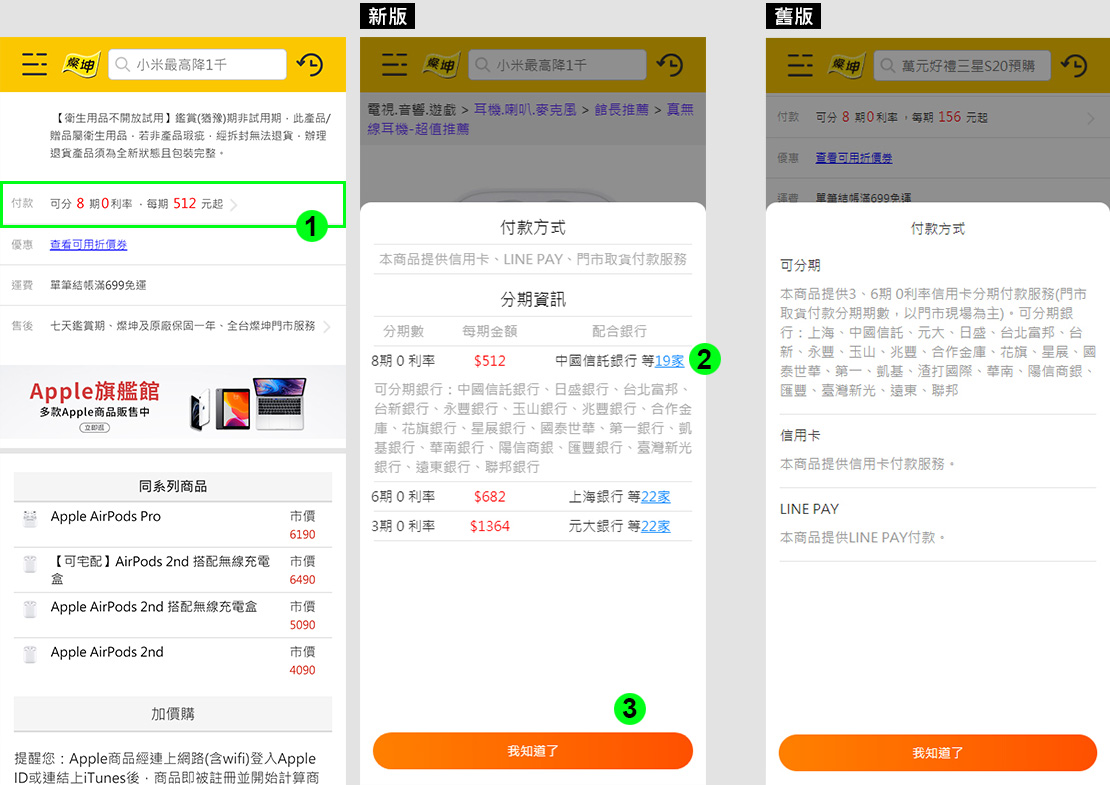 燦坤
小米最高降1千
【衛生用品不開放試用】鑑賞(猶豫)期非試用期，此產品/
贈品屬衛生用品，若非產品瑕疵，經拆封無法退貨，辦理
退貨產品須為全新狀態且包裝完整。
付款 可分 8 期0利率，每期 512 元起
1
優惠 查看可用折價券
運費 單筆結帳滿699免運
售後 七天鑑賞期、燦坤及原廠保固一年、全台燦坤門市服務
Apple旗艦館
多款Apple商品販售中
立即逛
同系列商品
Apple AirPods Pro 市價
6190
【可宅配】AirPods 2nd 搭配無線充電
盒 市價
6490
Apple AirPods 2nd 搭配無線充電盒 市價
5090
Apple AirPods 2nd 市價
4090
加價購
提醒您：Apple商品經連上網路(含wifi)登入Apple
ID或連結上iTunes後，商品即被註冊並開始計算商
新版
燦坤
小米最高降1千
電視.音響.遊戲 > 耳機.喇叭.麥克風 > 館長推薦 > 真無
線耳機-超值推薦
付款方式
本商品提供信用卡、LINE PAY、門市取貨付款服務
分期資訊
分期數 每期金額 配合銀行
8期 0 利率 $512 中國信託銀行 等19家
2
可分期銀行：中國信託銀行、日盛銀行、台北富邦、
台新銀行、永豐銀行、玉山銀行、兆豐銀行、合作金
庫、花旗銀行、星展銀行、國泰世華、第一銀行、凱
基銀行、華南銀行、陽信商銀、匯豐銀行、臺灣新光
銀行、遠東銀行、聯邦銀行
6期 0 利率 $682 上海銀行 等22家
3期 0 利率 $1364 元大銀行 等22家
3
我知道了
舊版
燦坤
萬元好禮三星S20預購
付款 可分 8 期0利率，每期 156 元起
優惠 查看可用折價券
運費 單筆結帳滿699免運
付款方式
可分期
本商品提供3、6期 0利率信用卡分期付款服務(門市
取貨付款分期期數，以門市現場為主)。可分期銀
行：上海、中國信託、元大、日盛、台北富邦、台
新、永豐、玉山、兆豐、合作金庫、花旗、星展、國
泰世華、第一、凱基、渣打國際、華南、陽信商銀、
匯豐、臺灣新光、遠東、聯邦
信用卡
本商品提供信用卡付款服務。
LINE PAY
本商品提供LINE PAY付款。
我知道了